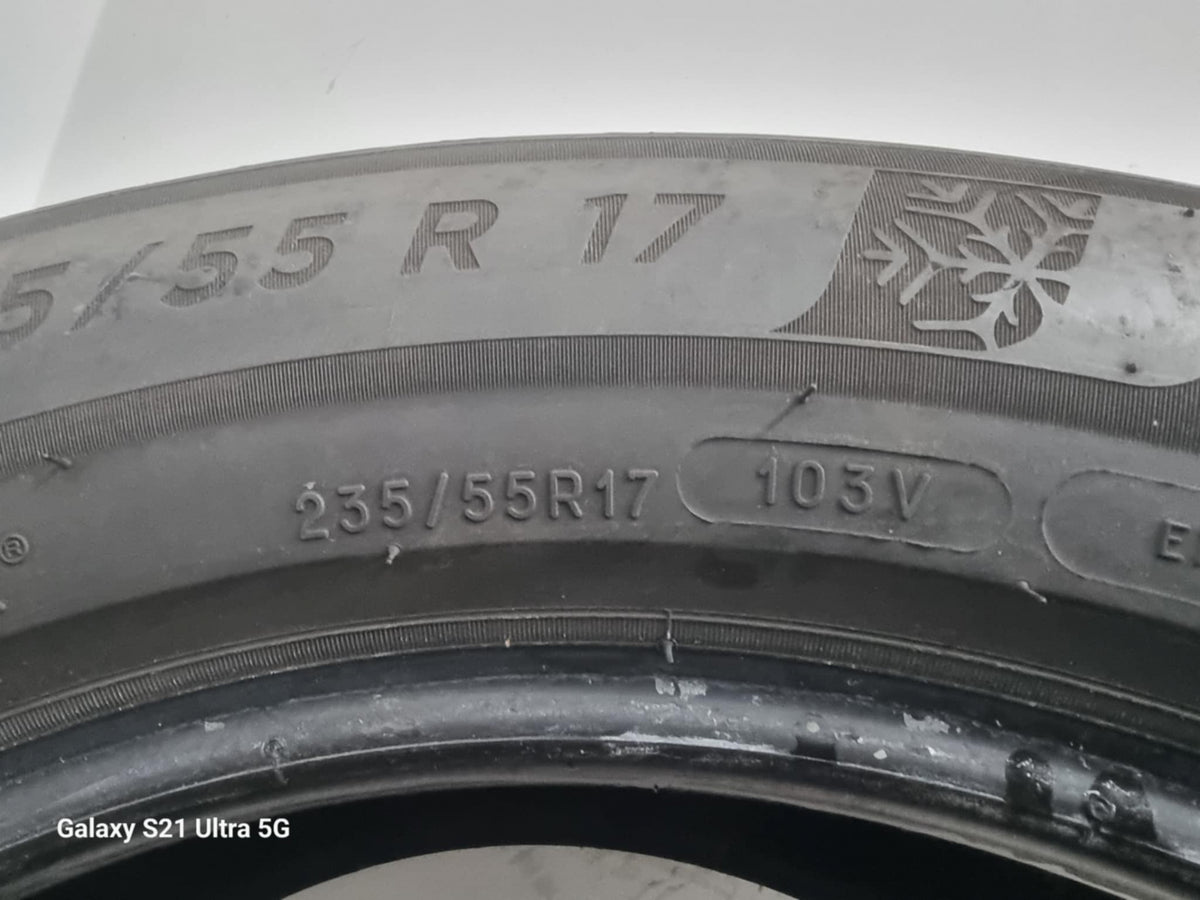 5/55 R 17
235/55R17 103V
®
Galaxy S21 Ultra 5G